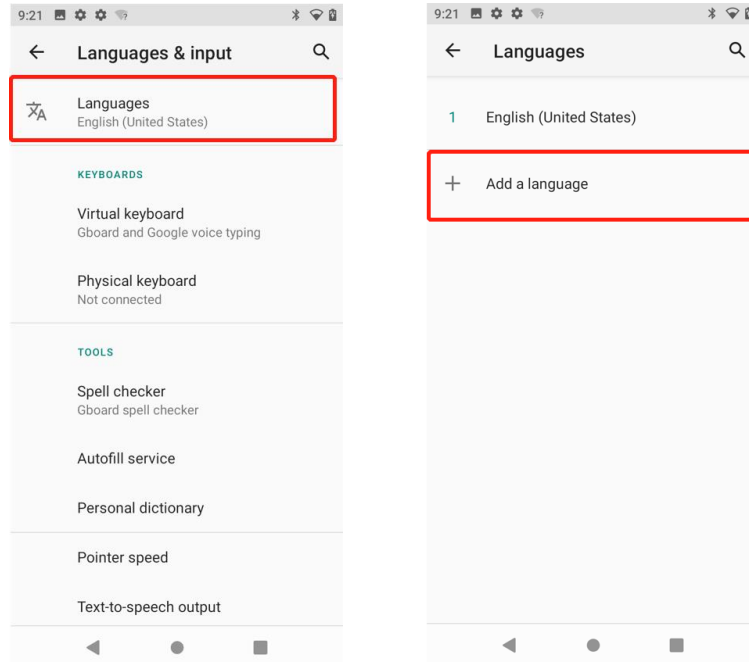 9:21
Languages & input
Languages
English (United States)
KEYBOARDS
Virtual keyboard
Gboard and Google voice typing
Physical keyboard
Not connected
TOOLS
Spell checker
Gboard spell checker
Autofill service
Personal dictionary
Pointer speed
Text-to-speech output
9:21
Languages
1 English (United States)
Add a language